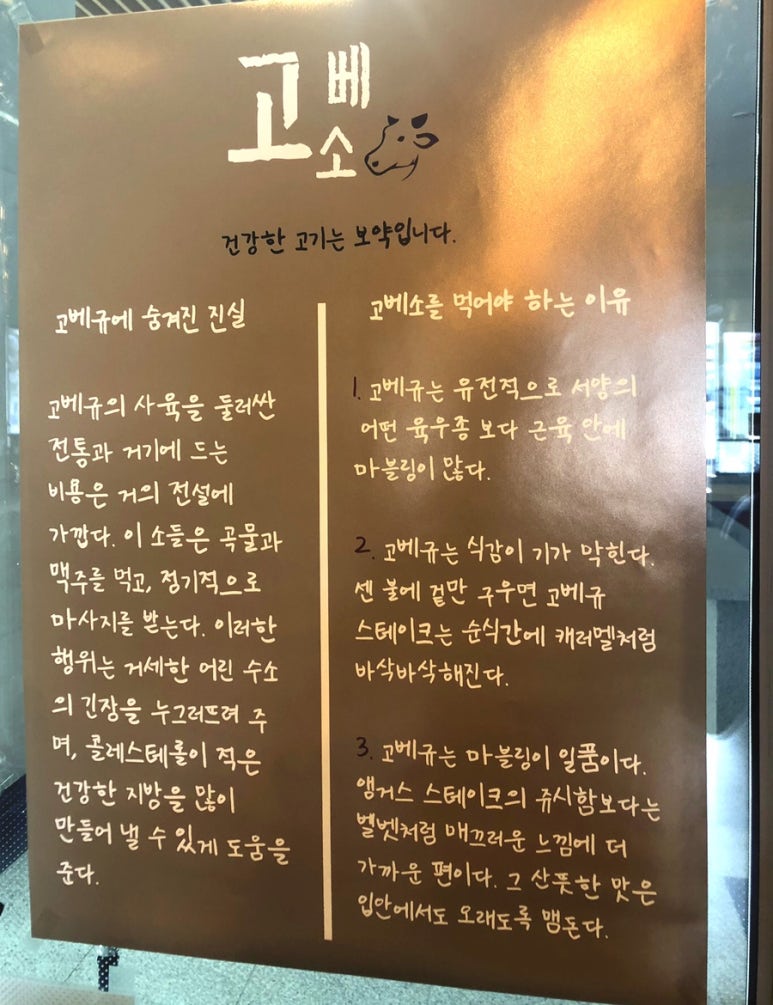 고베소
건강한 고기는 보약입니다.
고베규에 숨겨진 진실
고베규의 사육을 둘러싼
전통과 거기에 드는
비용은 거의 전설에
가깝다. 이 소들은 곡물과
맥주를 먹고, 정기적으로
마사지를 받는다. 이러한
행위는 거세한 어린 수소
의 긴장을 누그러뜨려 주
며, 콜레스테롤이 적은
건강한 지방을 많이
만들어 낼 수 있게 도움을
준다.
고베소를 먹어야 하는 이유
1. 고베규는 유전적으로 서양의
어떤 육우종 보다 근육 안에
마블링이 많다.
2. 고베규는 식감이 기가 막힌다.
센 불에 겉만 구우면 고베규
스테이크는 순식간에 캐러멜처럼
바삭바삭해진다.
3. 고베규는 마블링이 일품이다.
앵거스 스테이크의 쥬시함보다는
벨벳처럼 매끄러운 느낌에 더
가까운 편이다. 그 산뜻한 맛은
입안에서도 오래도록 맴돈다.